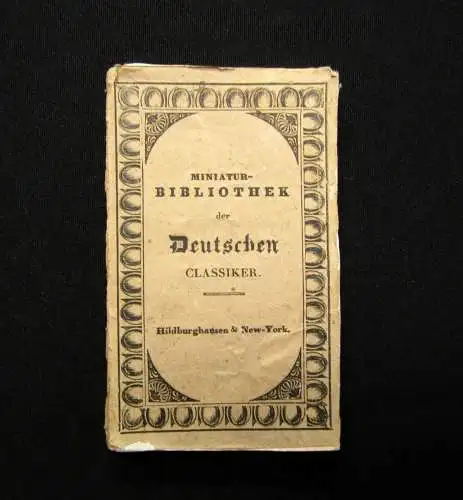 MINIATUR-
BIBLIOTHEK
der
Deutschen
CLASSIKER.
Hildburghausen & New-York.